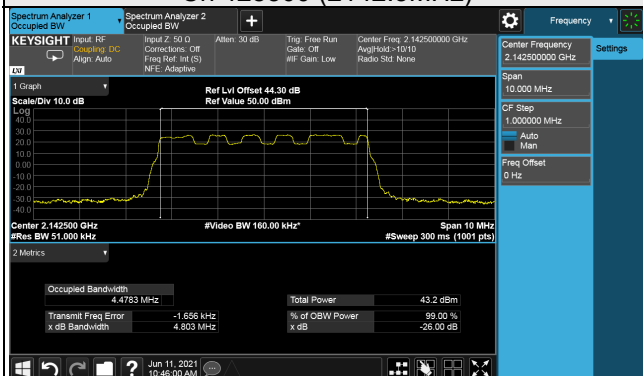 Spectrum Analyzer 1
Occupied BW
Spectrum Analyzer 2
Occupied BW
+
Frequency
KEYSIGHT
Input: RF
Coupling: DC
Align: Auto
Input Z: 50 Ω
Corrections: Off
Freq Ref: Int (S)
NFE: Adaptive
Atten: 30 dB
Trig: Free Run
Gate: Off
#IF Gain: Low
Center Freq: 2.142500000 GHz
Avg|Hold:>10/10
Radio Std: None
LXI
Center Frequency
2.142500000 GHz
Settings
Span
10.000 MHz
CF Step
1.000000 MHz
Auto
Man
Freq Offset
0 Hz
1 Graph
Scale/Div 10.0 dB
Ref Lvl Offset 44.30 dB
Ref Value 50.00 dBm
Log
40.0
30.0
20.0
10.0
0.00
-10.0
-20.0
-30.0
-40.0
Center 2.142500 GHz
#Res BW 51.000 kHz
#Video BW 160.00 kHz*
Span 10 MHz
#Sweep 300 ms (1001 pts)
2 Metrics
Occupied Bandwidth
4.4783 MHz
Total Power
43.2 dBm
Transmit Freq Error
-1.656 kHz
% of OBW Power
99.00 %
x dB Bandwidth
4.803 MHz
x dB
-26.00 dB
?
Jun 11, 2021
10:46:00 AM